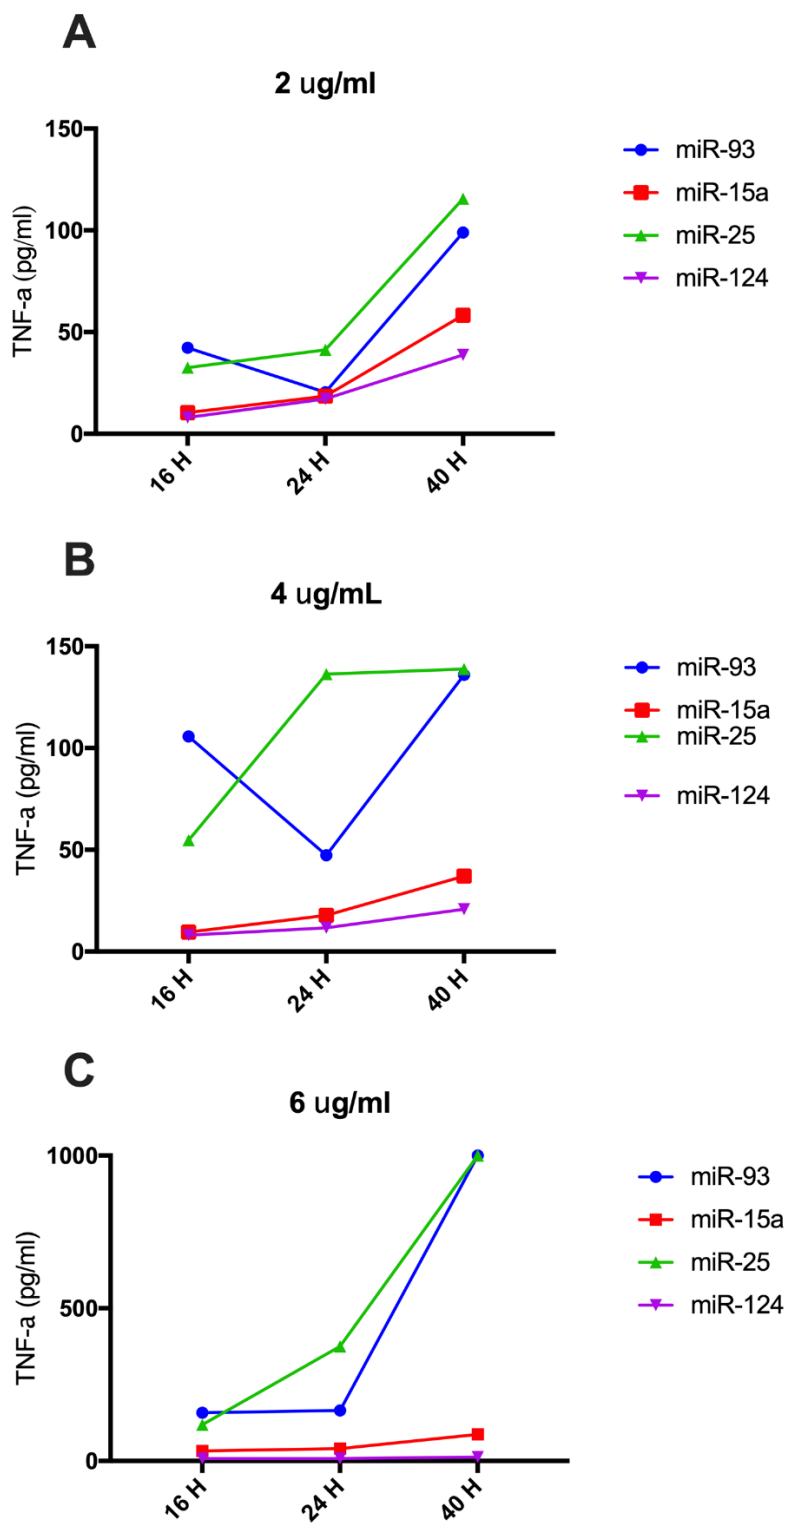 A
2 ug/ml
150
100
50
0
TNF-a (pg/ml)
16 H
24 H
40 H
miR-93
miR-15a
miR-25
miR-124
B
4 ug/mL
150
100
50
0
TNF-a (pg/ml)
16 H
24 H
40 H
miR-93
miR-15a
miR-25
miR-124
C
6 ug/ml
1000
500
0
TNF-a (pg/ml)
16 H
24 H
40 H
miR-93
miR-15a
miR-25
miR-124